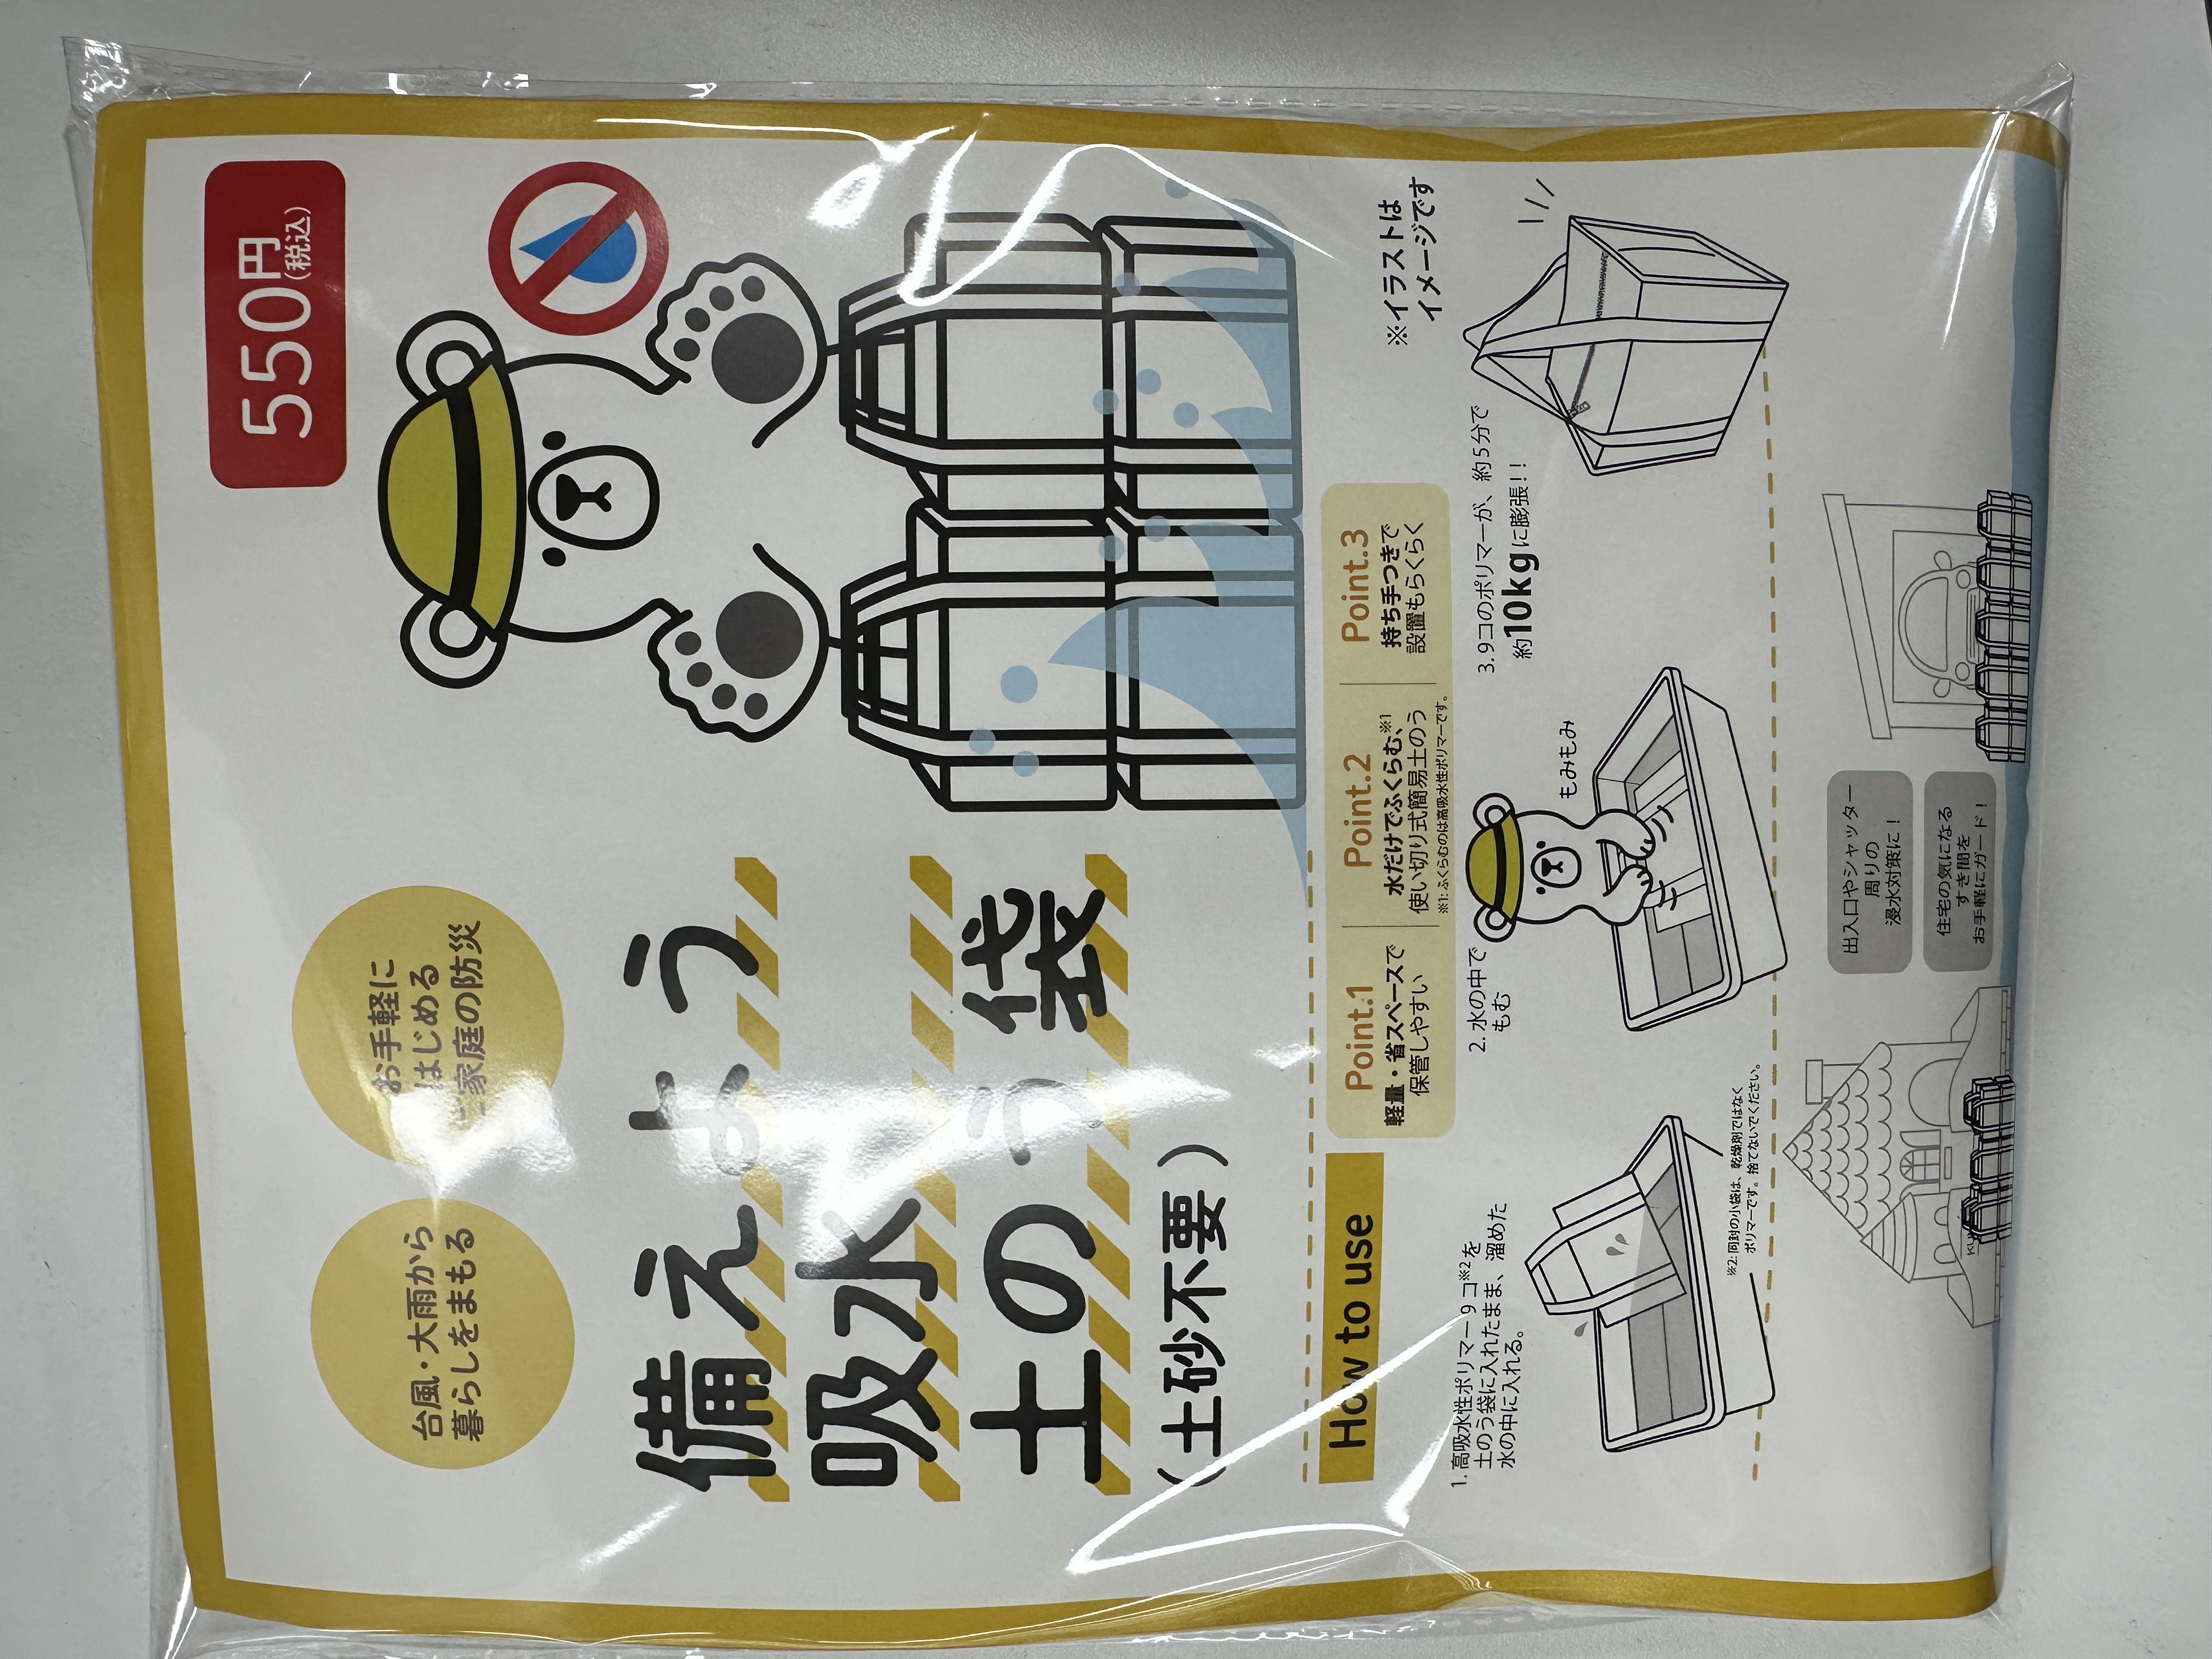 550円
(税込)
台風・大雨から
暮らしをまもる
お手軽に
はじめる
家庭の防災
備えよう
吸水
土のう袋
(土砂不要)
※イラストは
イメージです
How to use
Point.1
軽量・省スペースで
保管しやすい
Point.2
水だけでふくらむ、※1
使い切り式簡易土のう
※1: ふくらむのは高吸水性ポリマーです。
Point.3
持ち手つきで
設置もらくらく
1. 高吸水性ポリマー9コ※2を
土のう袋に入れたまま、溜めた
水の中に入れる。
※2: 同封の小袋は、乾燥剤ではなく
ポリマーです。捨てないでください。
2. 水の中で
もむ
もみもみ
3. 9コのポリマーが、約5分で
約10kgに膨張!!
出入口やシャッター
周りの
浸水対策に!
住宅の気になる
すき間を
お手軽にガード!